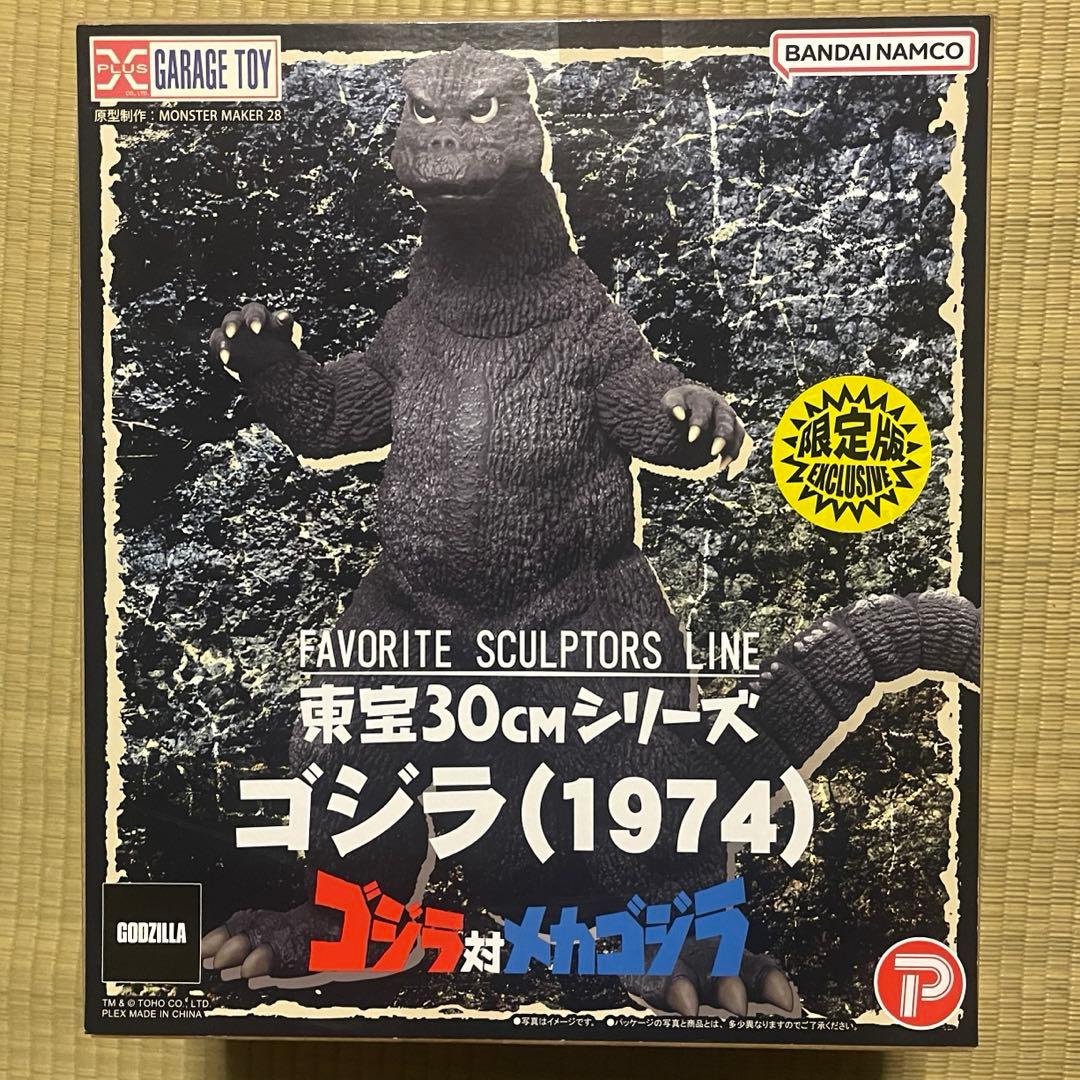 X PLUS CO., LTD. GARAGE TOY
原型制作：MONSTER MAKER 28
BANDAI NAMCO
限定版
EXCLUSIVE
FAVORITE SCULPTORS LINE
東宝30CMシリーズ
ゴジラ(1974)
ゴジラ対メカゴジラ
GODZILLA
TM & © TOHO CO., LTD
PLEX MADE IN CHINA
●写真はイメージです。 ●パッケージの写真と商品とは、多少異なりますのでご了承ください。
P